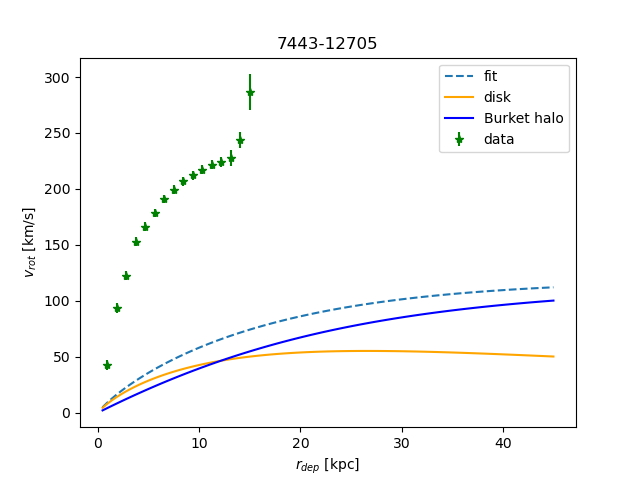 7443-12705
300
250
200
150
100
50
0
v_rot [km/s]
fit
disk
Burket halo
data
0 10 20 30 40
r_dep [kpc]